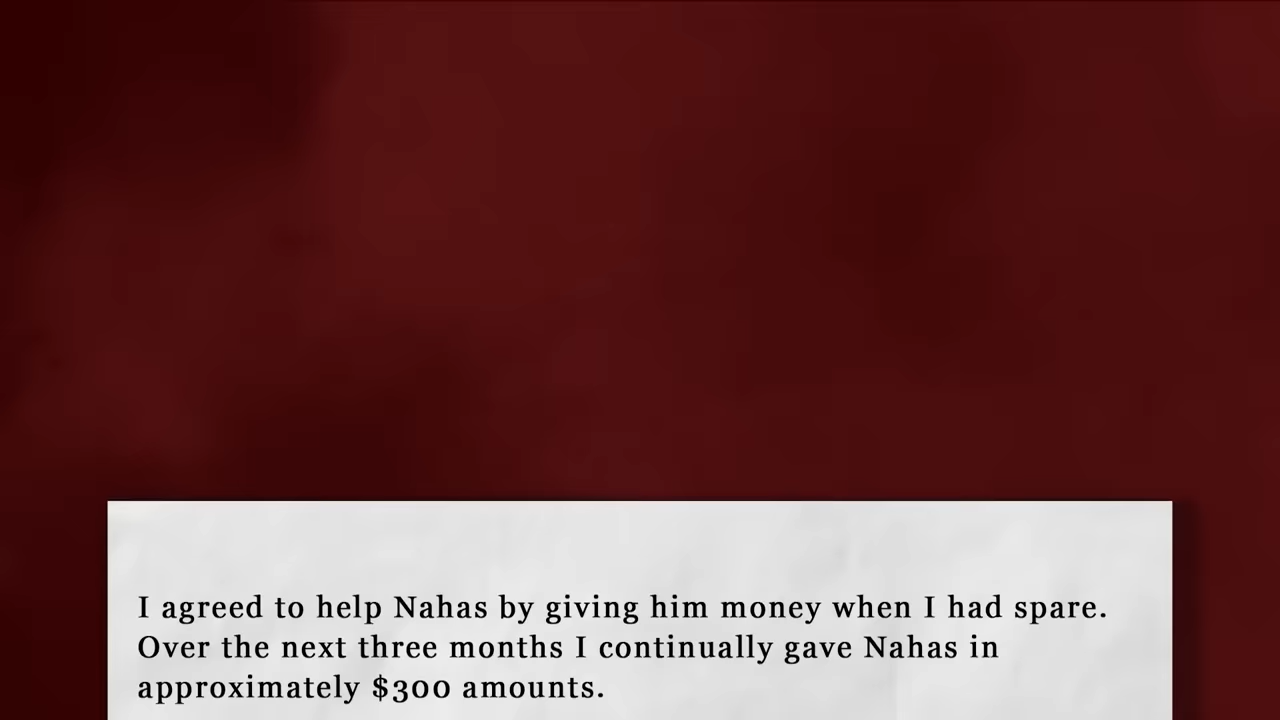 I agreed to help Nahas by giving him money when I had spare.
Over the next three months I continually gave Nahas in
approximately $300 amounts.